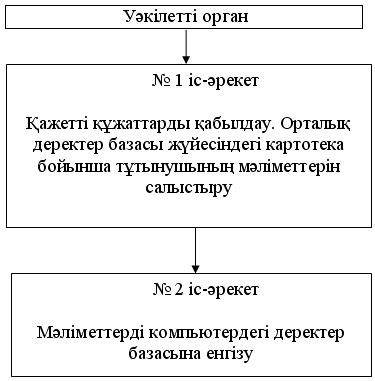 Уәкілетті орган
№ 1 іс-әрекет
Қажетті құжаттарды қабылдау. Орталық
деректер базасы жүйесіндегі картотека
бойынша тұтынушының мәліметтерін
салыстыру
№ 2 іс-әрекет
Мәліметтерді компьютердегі деректер
базасына енгізу